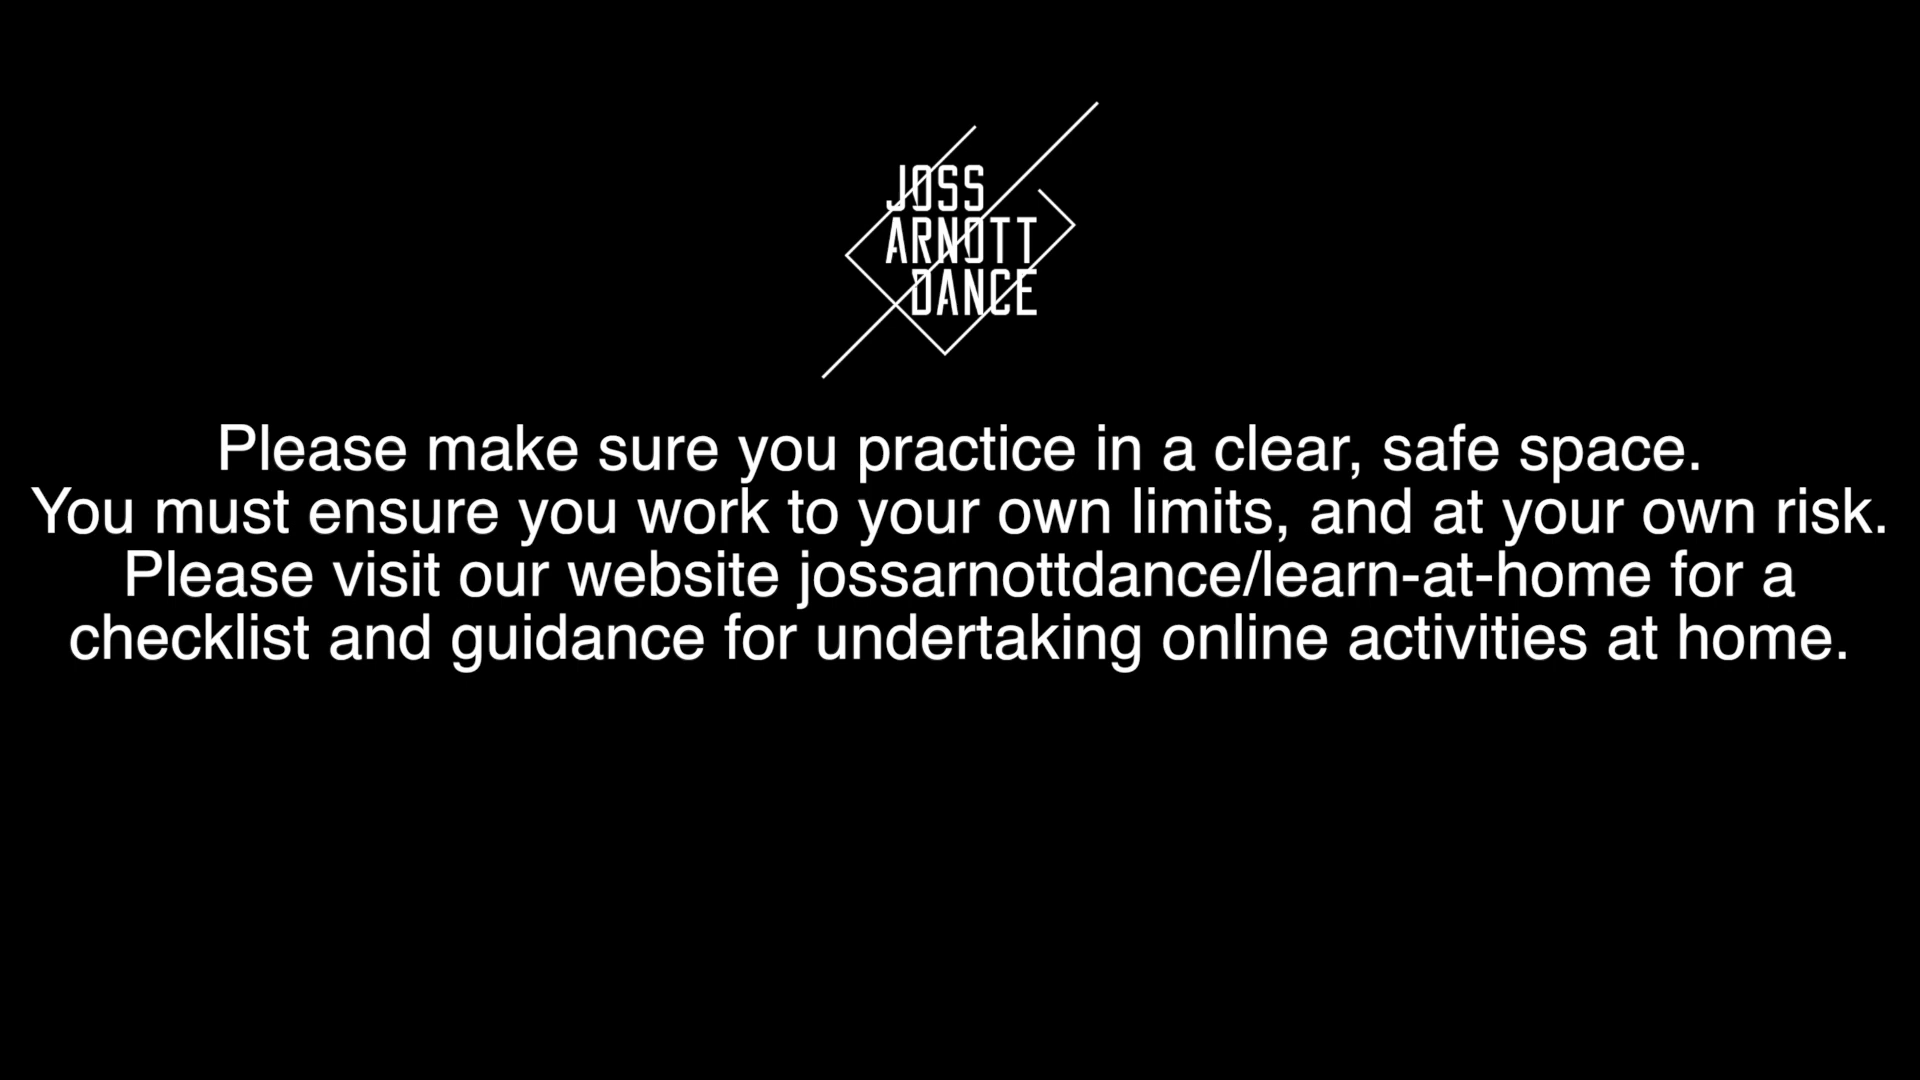 JOSS
ARNOTT
DANCE
Please make sure you practice in a clear, safe space.
You must ensure you work to your own limits, and at your own risk.
Please visit our website jossarnottdance/learn-at-home for a
checklist and guidance for undertaking online activities at home.